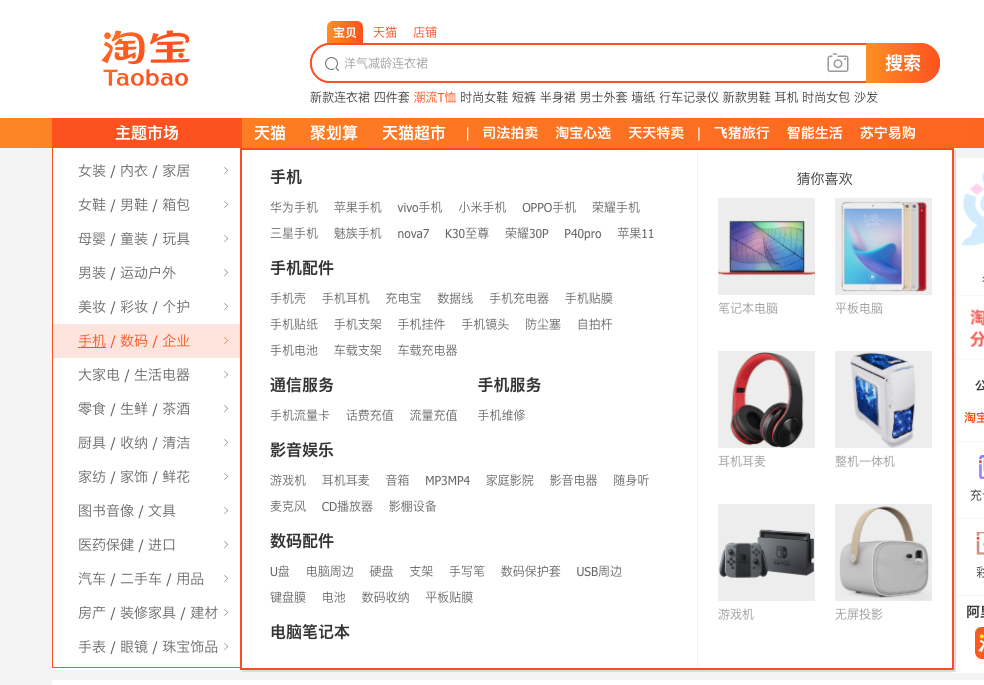 淘宝
Taobao
宝贝 天猫 店铺
洋气减龄连衣裙
搜索
新款连衣裙 四件套 潮流T恤 时尚女鞋 短裤 半身裙 男士外套 墙纸 行车记录仪 新款男鞋 耳机 时尚女包 沙发
主题市场 天猫 聚划算 天猫超市 | 司法拍卖 淘宝心选 天天特卖 | 飞猪旅行 智能生活 苏宁易购
女装 / 内衣 / 家居
女鞋 / 男鞋 / 箱包
母婴 / 童装 / 玩具
男装 / 运动户外
美妆 / 彩妆 / 个护
手机 / 数码 / 企业
大家电 / 生活电器
零食 / 生鲜 / 茶酒
厨具 / 收纳 / 清洁
家纺 / 家饰 / 鲜花
图书音像 / 文具
医药保健 / 进口
汽车 / 二手车 / 用品
房产 / 装修家具 / 建材
手表 / 眼镜 / 珠宝饰品
手机
华为手机 苹果手机 vivo手机 小米手机 OPPO手机 荣耀手机
三星手机 魅族手机 nova7 K30至尊 荣耀30P P40pro 苹果11
手机配件
手机壳 手机耳机 充电宝 数据线 手机充电器 手机贴膜
手机贴纸 手机支架 手机挂件 手机镜头 防尘塞 自拍杆
手机电池 车载支架 车载充电器
通信服务 手机服务
手机流量卡 话费充值 流量充值 手机维修
影音娱乐
游戏机 耳机耳麦 音箱 MP3MP4 家庭影院 影音电器 随身听
麦克风 CD播放器 影棚设备
数码配件
U盘 电脑周边 硬盘 支架 手写笔 数码保护套 USB周边
键盘膜 电池 数码收纳 平板贴膜
电脑笔记本
猜你喜欢
笔记本电脑 平板电脑
耳机耳麦 整机一体机
游戏机 无屏投影
淘
分
公
淘宝
充
阿里